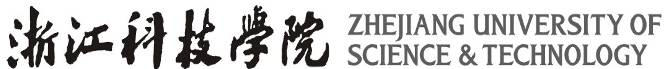 浙江科技學院
ZHEJIANG UNIVERSITY OF
SCIENCE & TECHNOLOGY